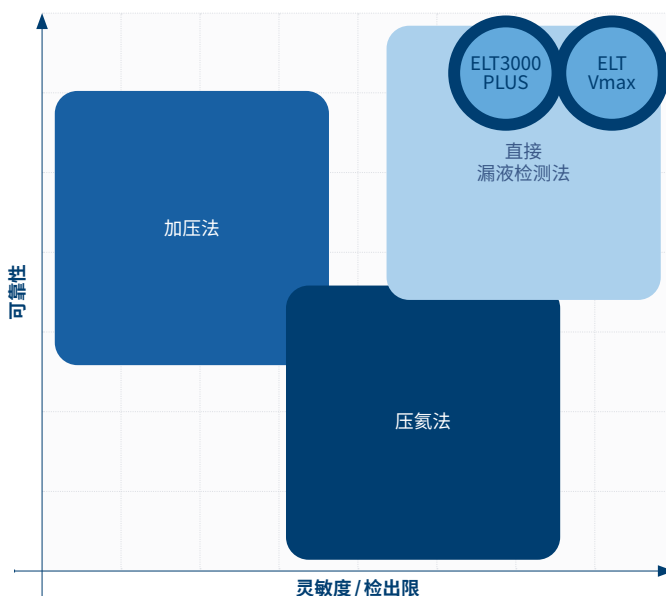 ELT3000
PLUS
ELT
Vmax
直接
漏液检测法
加压法
可靠性
压氦法
灵敏度/检出限